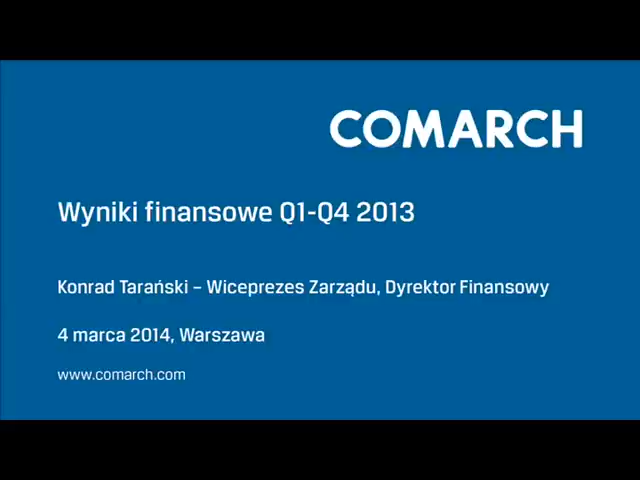 COMARCH
Wyniki finansowe Q1-Q4 2013
Konrad Tarański – Wiceprezes Zarządu, Dyrektor Finansowy
4 marca 2014, Warszawa
www.comarch.com